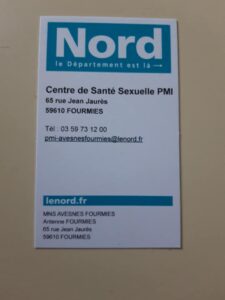 Nord
le Département est là →
Centre de Santé Sexuelle PMI
65 rue Jean Jaurès
59610 FOURMIES
Tél : 03 59 73 12 00
pmi-avesnesfourmies@lenord.fr
lenord.fr
MNS AVESNES FOURMIES
Antenne FOURMIES
65 rue Jean Jaurès
59610 FOURMIES